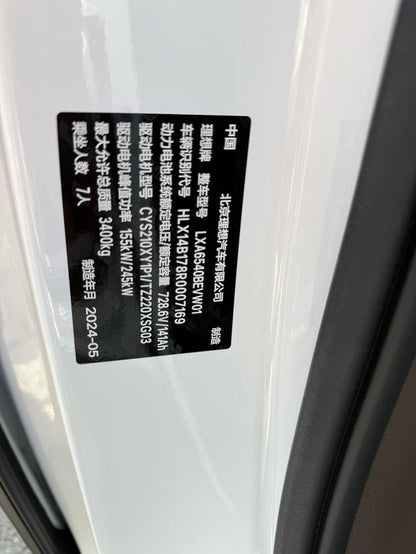 中国 北京理想汽车有限公司 制造
理想牌 整车型号 LXA6540BEVW01
车辆识别代号 HLX14B178R0007169
动力电池系统额定电压/额定容量 728.6V/141Ah
驱动电机型号 CYS210XY1P1/TZ220XSG03
驱动电机峰值功率 155kW/245kW
最大允许总质量 3400kg
乘坐人数 7人 制造年月 2024-05